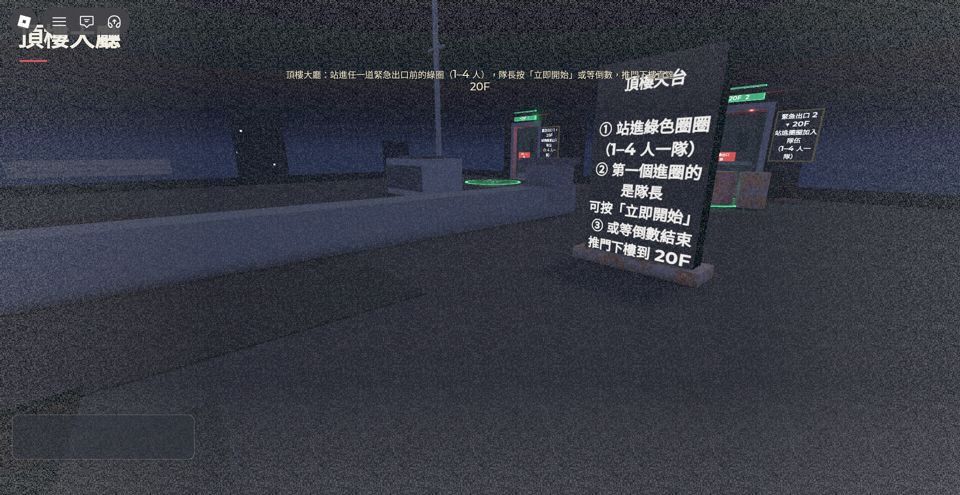 頂樓大廳
頂樓大廳：站進任一道緊急出口前的綠圈（1–4 人），隊長按「立即開始」或等倒數，推門下樓
20F
頂樓天台
① 站進綠色圈圈
（1–4 人一隊）
② 第一個進圈的
是隊長
可按「立即開始」
③ 或等倒數結束
推門下樓到 20F
20F 2
緊急出口 2
▼ 20F
站進圈圈加入
隊伍
（1–4 人一
隊）